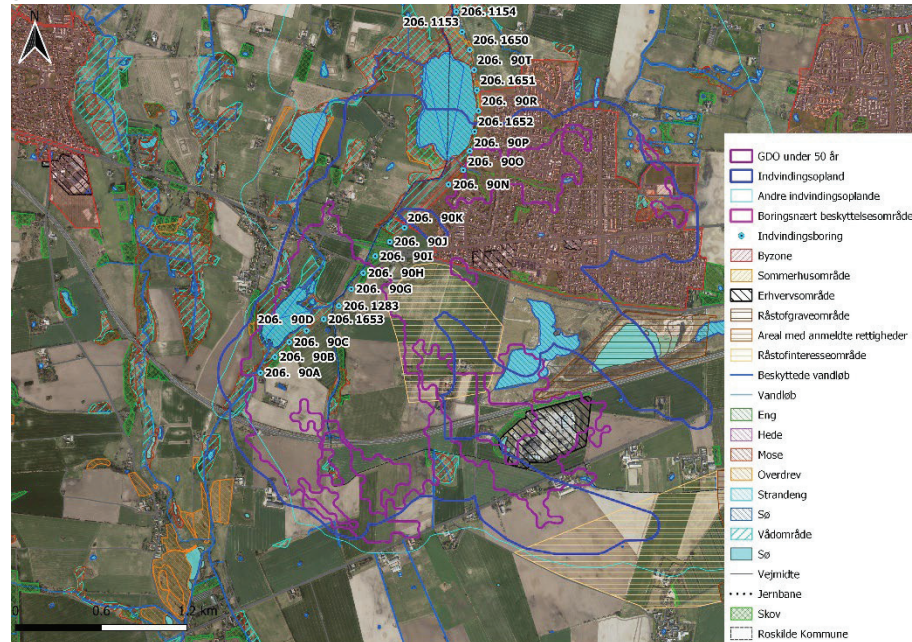 N
206. 1154
206. 1153
206. 1650
206. 90T
206. 1651
206. 90R
206. 1652
206. 90P
206. 90O
206. 90N
206. 90K
206. 90J
206. 90I
206. 90H
206. 90G
206. 1283
206. 90D
206. 1653
206. 90C
206. 90B
206. 90A
GDO under 50 år
Indvindingsopland
Andre indvindingsoplande
Boringsnært beskyttelsesområde
Indvindingsboring
Byzone
Sommerhusområde
Erhvervsområde
Råstofgraveområde
Areal med anmeldte rettigheder
Råstofinteresseområde
Beskyttede vandløb
Vandløb
Eng
Hede
Mose
Overdrev
Strandeng
Sø
Vådområde
Sø
Vejmidte
Jernbane
Skov
Roskilde Kommune
0 0.6 1.2 km